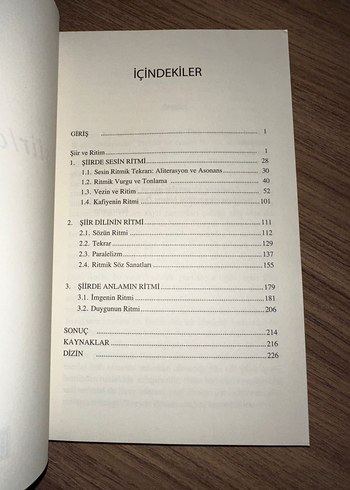 İÇİNDEKİLER
GİRİŞ 1
Şiir ve Ritim 1
1. ŞİİRDE SESİN RİTMİ 28
1.1. Sesin Ritmik Tekrarı: Aliterasyon ve Asonans 30
1.2. Ritmik Vurgu ve Tonlama 40
1.3. Vezin ve Ritim 52
1.4. Kafiyenin Ritmi 101
2. ŞİİR DİLİNİN RİTMİ 111
2.1. Sözün Ritmi 112
2.2. Tekrar 129
2.3. Paralelizm 137
2.4. Ritmik Söz Sanatları 155
3. ŞİİRDE ANLAMIN RİTMİ 179
3.1. İmgenin Ritmi 181
3.2. Duygunun Ritmi 206
SONUÇ 214
KAYNAKLAR 216
DİZİN 226